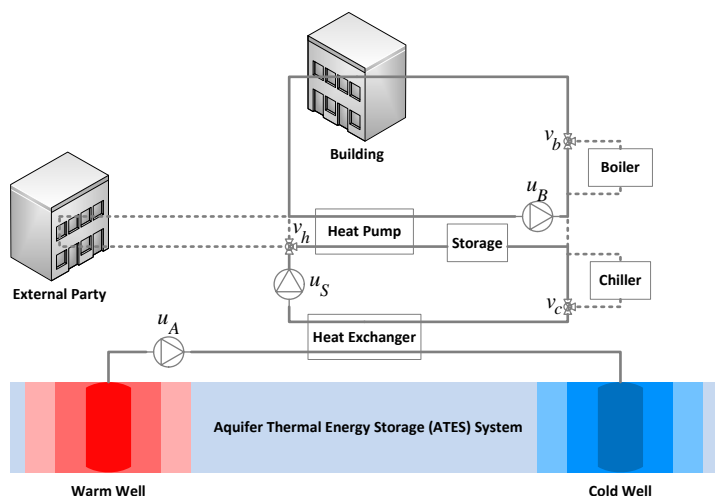 Building
v_b
Boiler
u_B
v_h
Heat Pump
Storage
External Party
u_S
Chiller
v_c
u_A
Heat Exchanger
Aquifer Thermal Energy Storage (ATES) System
Warm Well
Cold Well